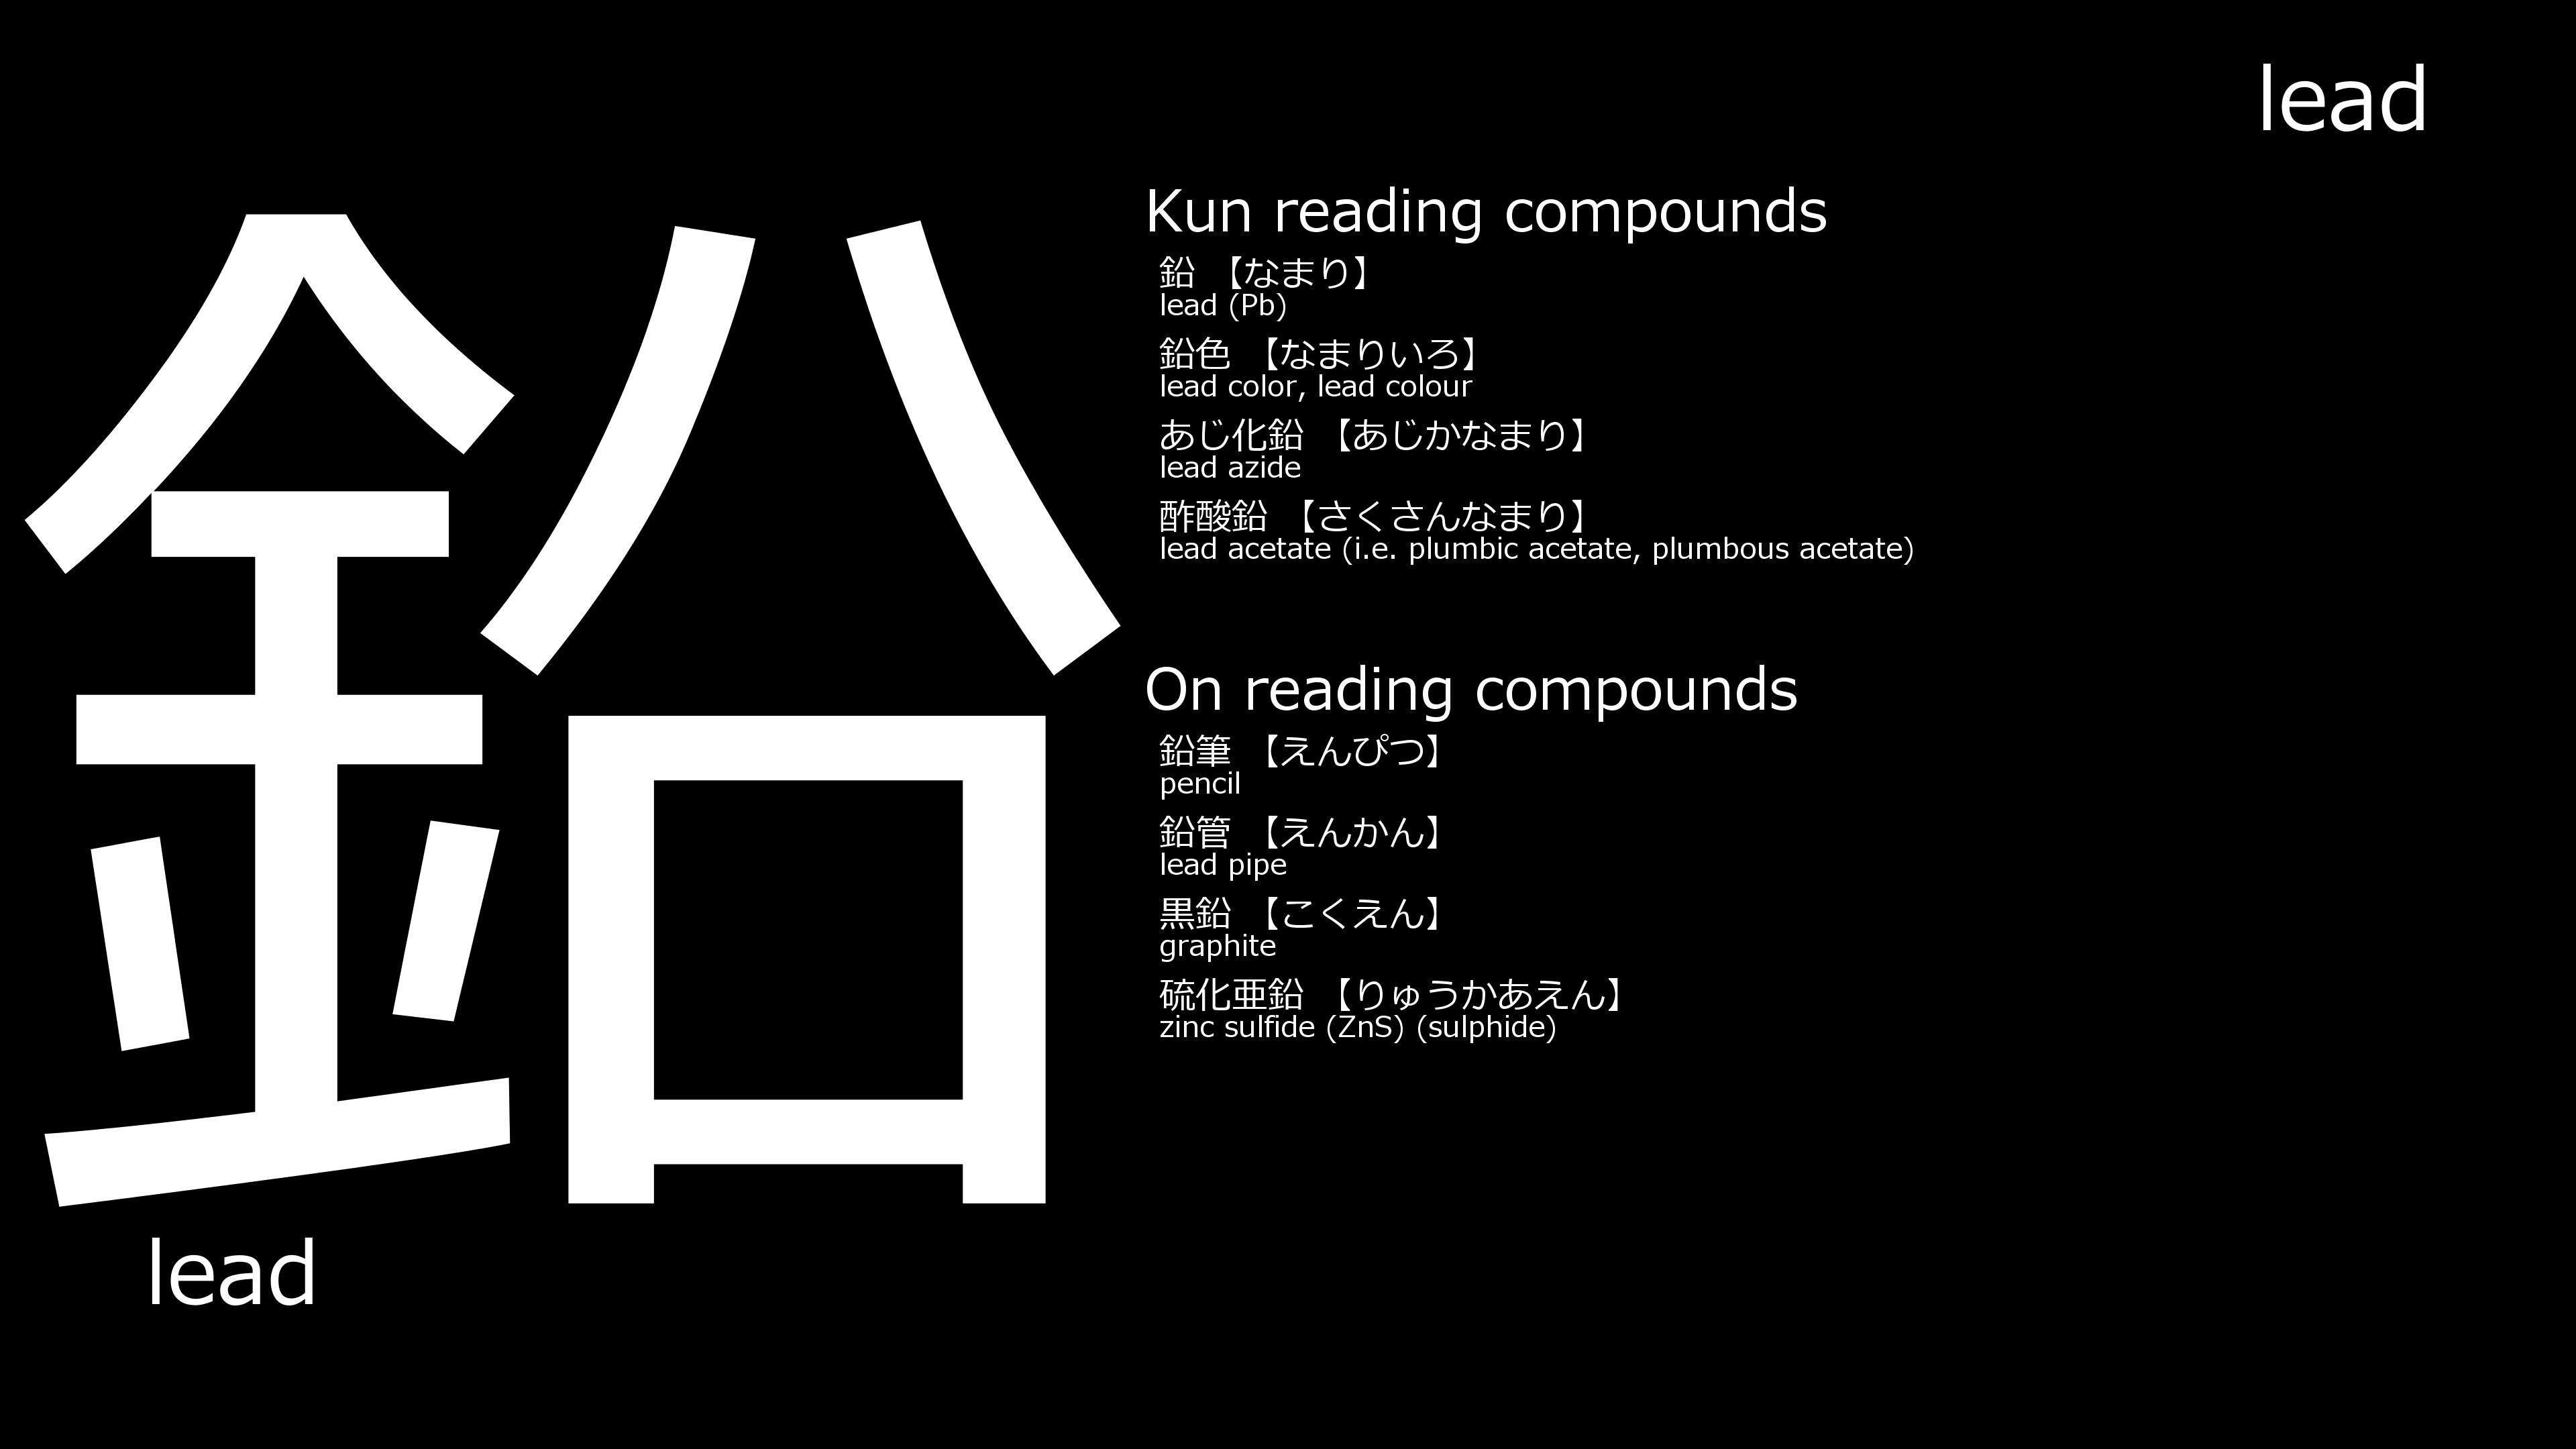 lead
鉛
lead
Kun reading compounds
鉛 【なまり】
lead (Pb)
鉛色 【なまりいろ】
lead color, lead colour
あじ化鉛 【あじかなまり】
lead azide
酢酸鉛 【さくさんなまり】
lead acetate (i.e. plumbic acetate, plumbous acetate)
On reading compounds
鉛筆 【えんぴつ】
pencil
鉛管 【えんかん】
lead pipe
黒鉛 【こくえん】
graphite
硫化亜鉛 【りゅうかあえん】
zinc sulfide (ZnS) (sulphide)